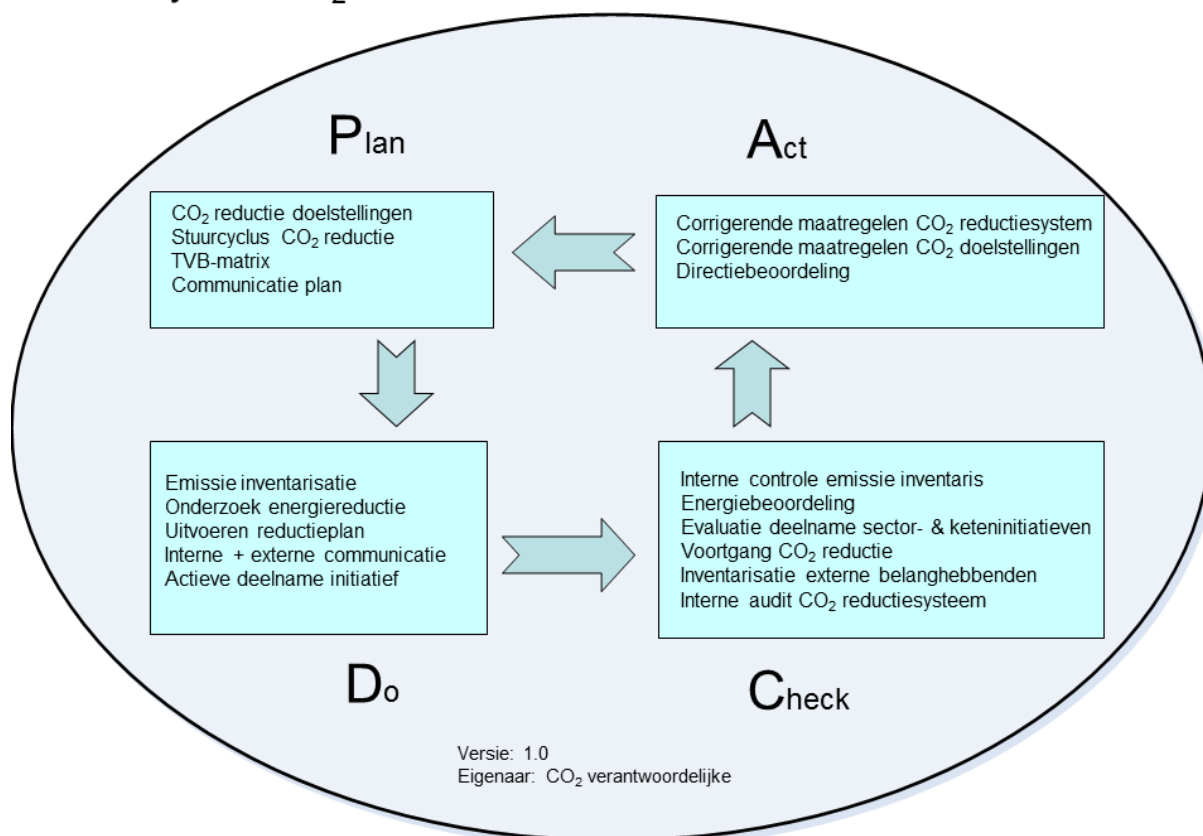 Plan
Act
CO₂ reductie doelstellingen
Stuurcyclus CO₂ reductie
TVB-matrix
Communicatie plan
Corrigerende maatregelen CO₂ reductiesystem
Corrigerende maatregelen CO₂ doelstellingen
Directiebeoordeling
Emissie inventarisatie
Onderzoek energiereductie
Uitvoeren reductieplan
Interne + externe communicatie
Actieve deelname initiatief
Interne controle emissie inventaris
Energiebeoordeling
Evaluatie deelname sector- & keteninitiatieven
Voortgang CO₂ reductie
Inventarisatie externe belanghebbenden
Interne audit CO₂ reductiesysteem
Do
Check
Versie: 1.0
Eigenaar: CO₂ verantwoordelijke